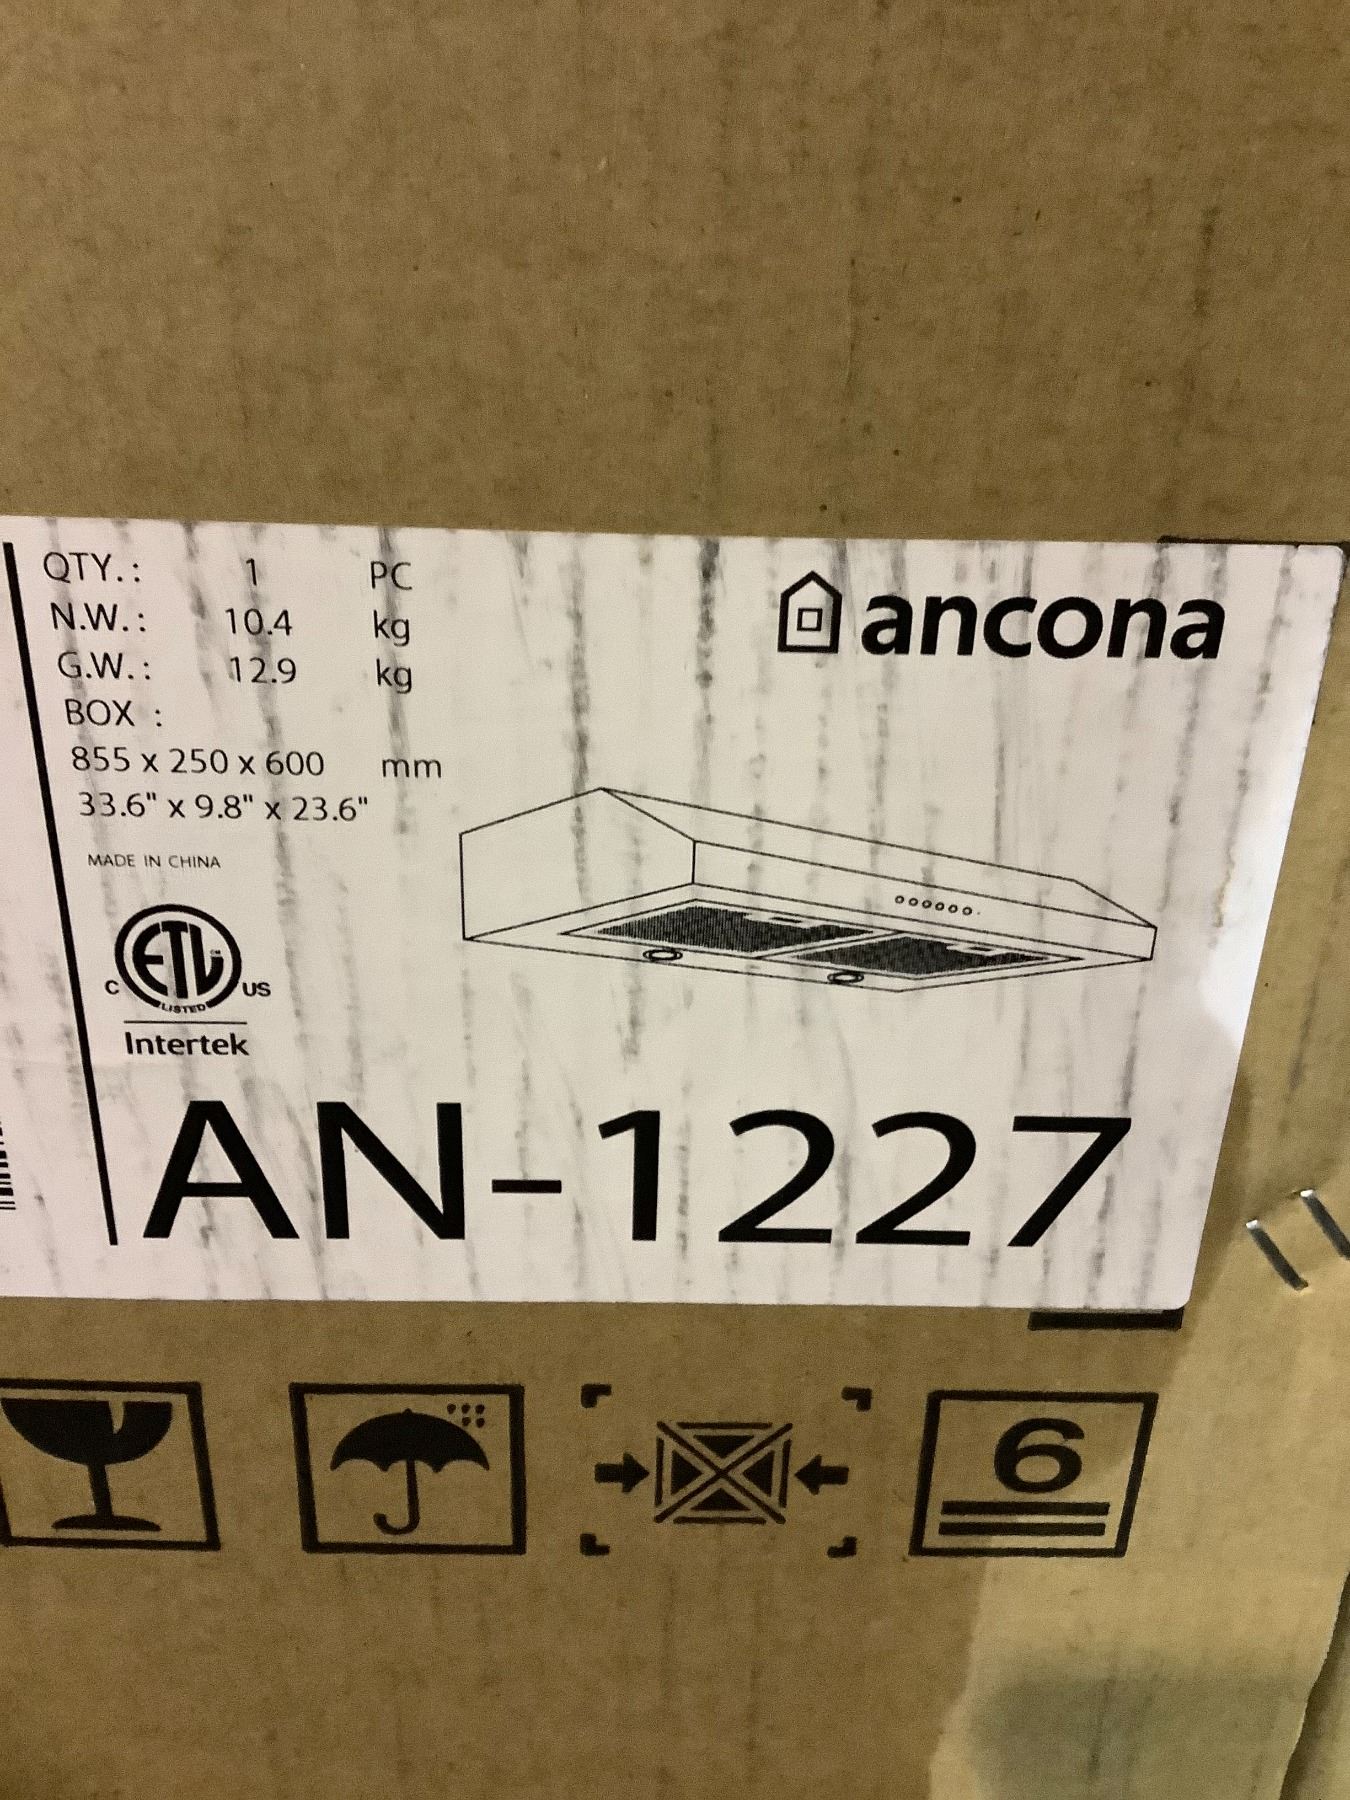 QTY.: 1 PC
N.W.: 10.4 kg
G.W.: 12.9 kg
BOX :
855 x 250 x 600 mm
33.6" x 9.8" x 23.6"
MADE IN CHINA
ancona
C ETL US
LISTED
Intertek
AN-1227
6